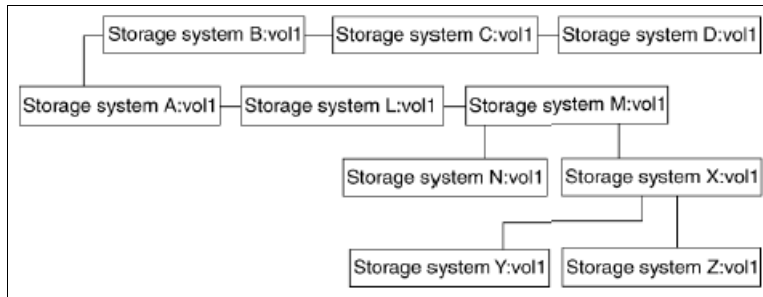 Storage system B:vol1
Storage system C:vol1
Storage system D:vol1
Storage system A:vol1
Storage system L:vol1
Storage system M:vol1
Storage system N:vol1
Storage system X:vol1
Storage system Y:vol1
Storage system Z:vol1